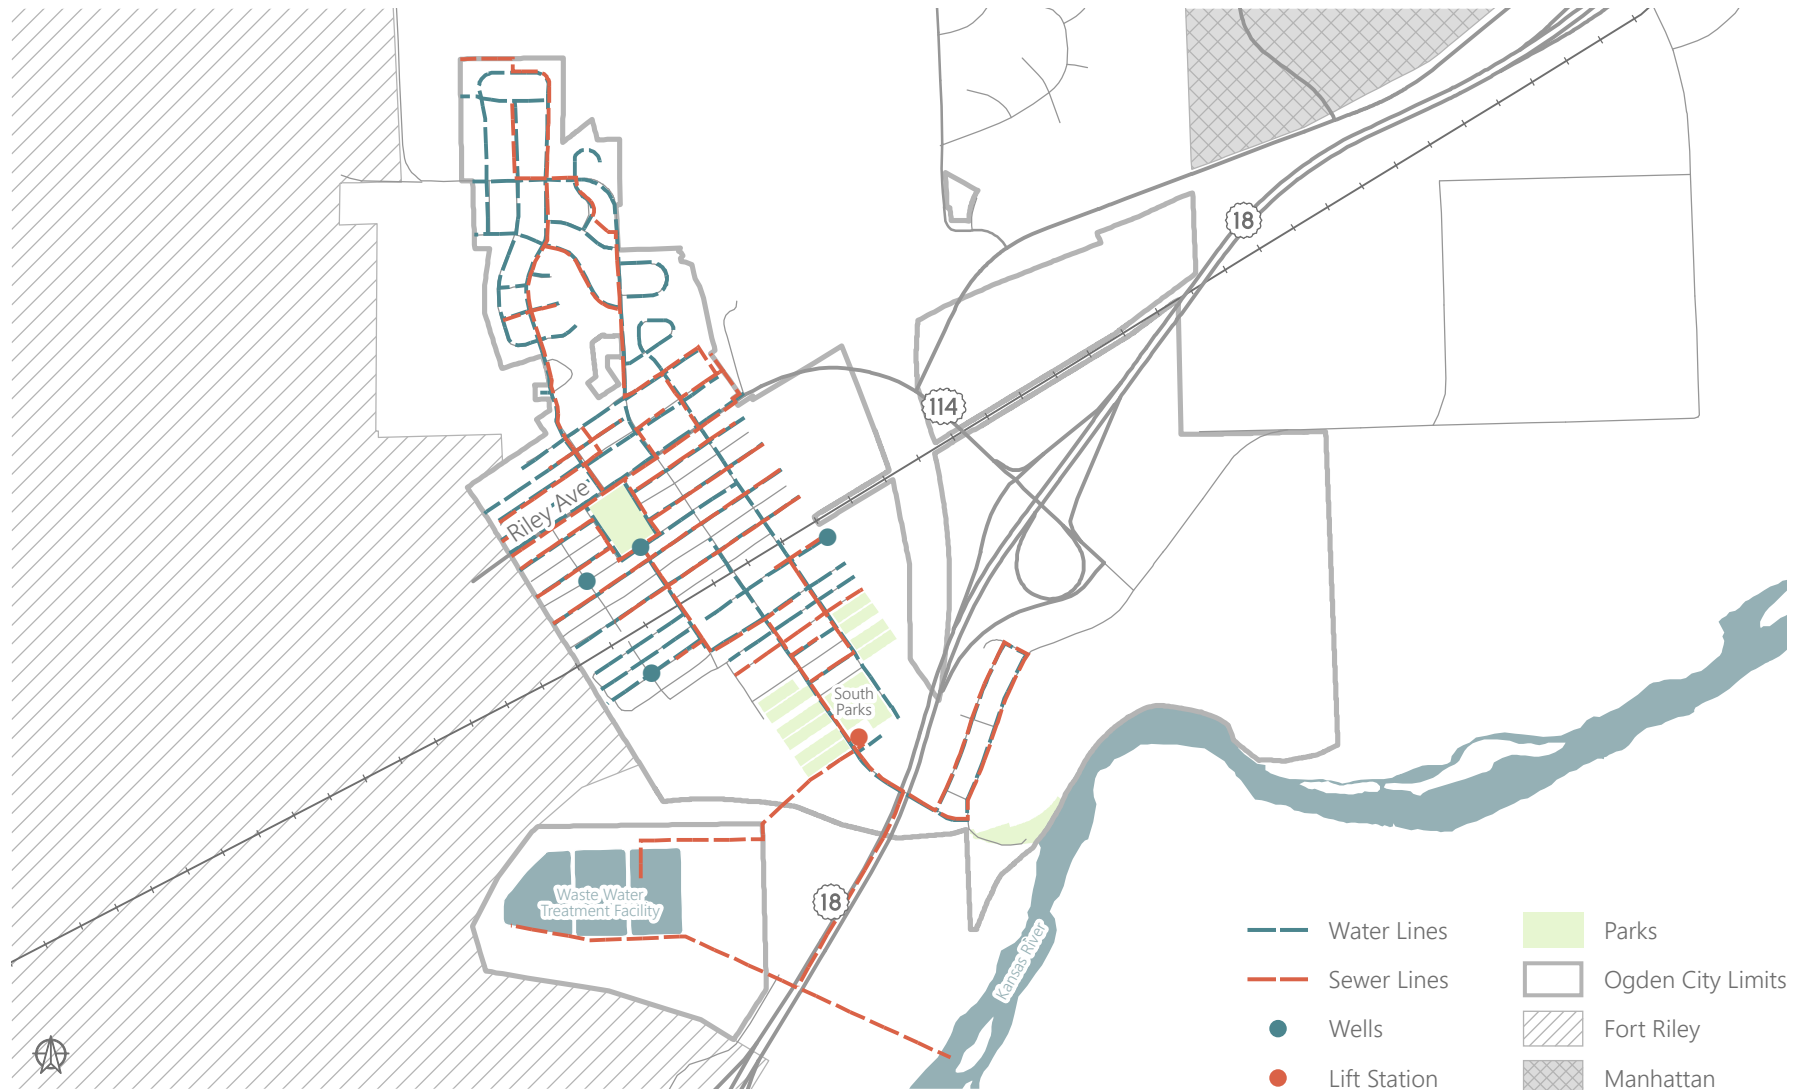 18
114
Riley Ave
South
Parks
Waste Water
Treatment Facility
18
Kansas River
Water Lines
Sewer Lines
Wells
Lift Station
Parks
Ogden City Limits
Fort Riley
Manhattan